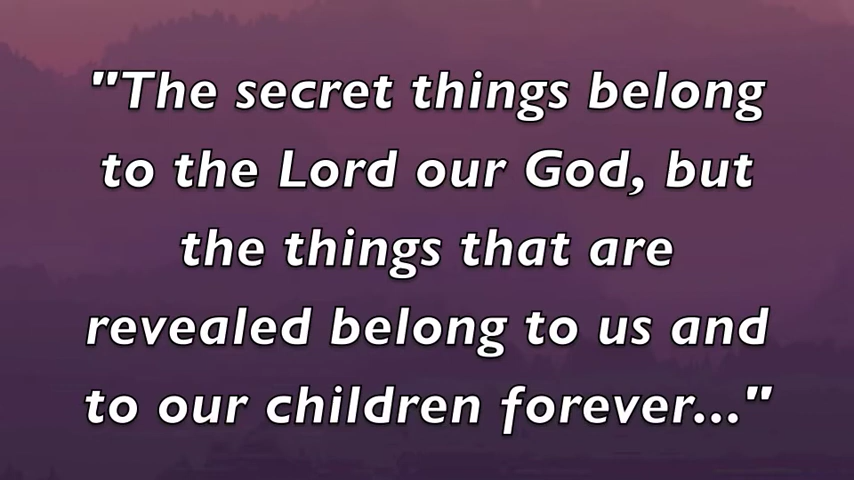 "The secret things belong
to the Lord our God, but
the things that are
revealed belong to us and
to our children forever..."